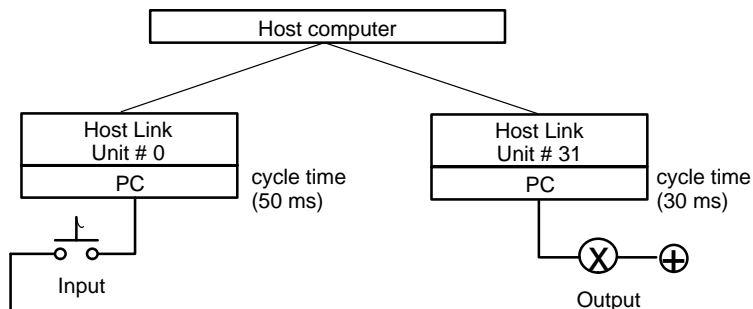 Host computer
Host Link
Unit # 0
PC
cycle time
(50 ms)
Input
Host Link
Unit # 31
PC
cycle time
(30 ms)
X
Output